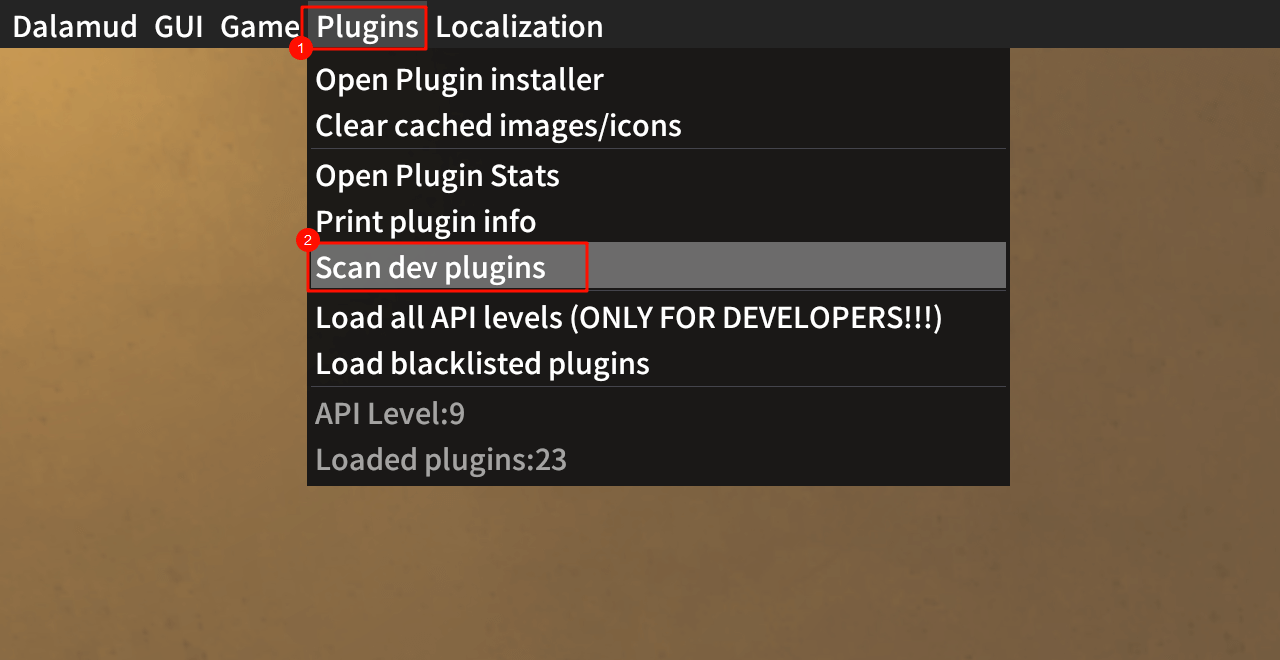 Dalamud GUI Game Plugins Localization
1
Open Plugin installer
Clear cached images/icons
Open Plugin Stats
Print plugin info
2
Scan dev plugins
Load all API levels (ONLY FOR DEVELOPERS!!!)
Load blacklisted plugins
API Level:9
Loaded plugins:23